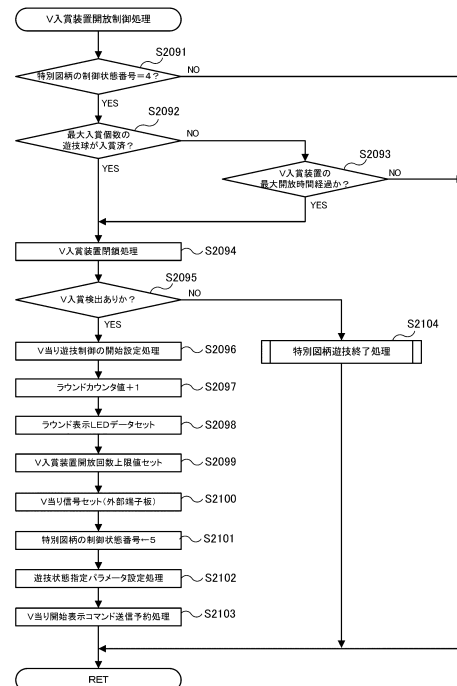 V入賞装置開放制御処理
S2091
特別図柄の制御状態番号=4?
NO
YES
S2092
最大入賞個数の
遊技球が入賞済?
NO
YES
S2093
V入賞装置の
最大開放時間経過か?
NO
YES
V入賞装置閉鎖処理
S2094
S2095
V入賞検出ありか?
NO
YES
S2104
特別図柄遊技終了処理
V当り遊技制御の開始設定処理
S2096
ラウンドカウンタ値+1
S2097
ラウンド表示LEDデータセット
S2098
V入賞装置開放回数上限値セット
S2099
V当り信号セット(外部端子板)
S2100
特別図柄の制御状態番号←5
S2101
遊技状態指定パラメータ設定処理
S2102
V当り開始表示コマンド送信予約処理
S2103
RET